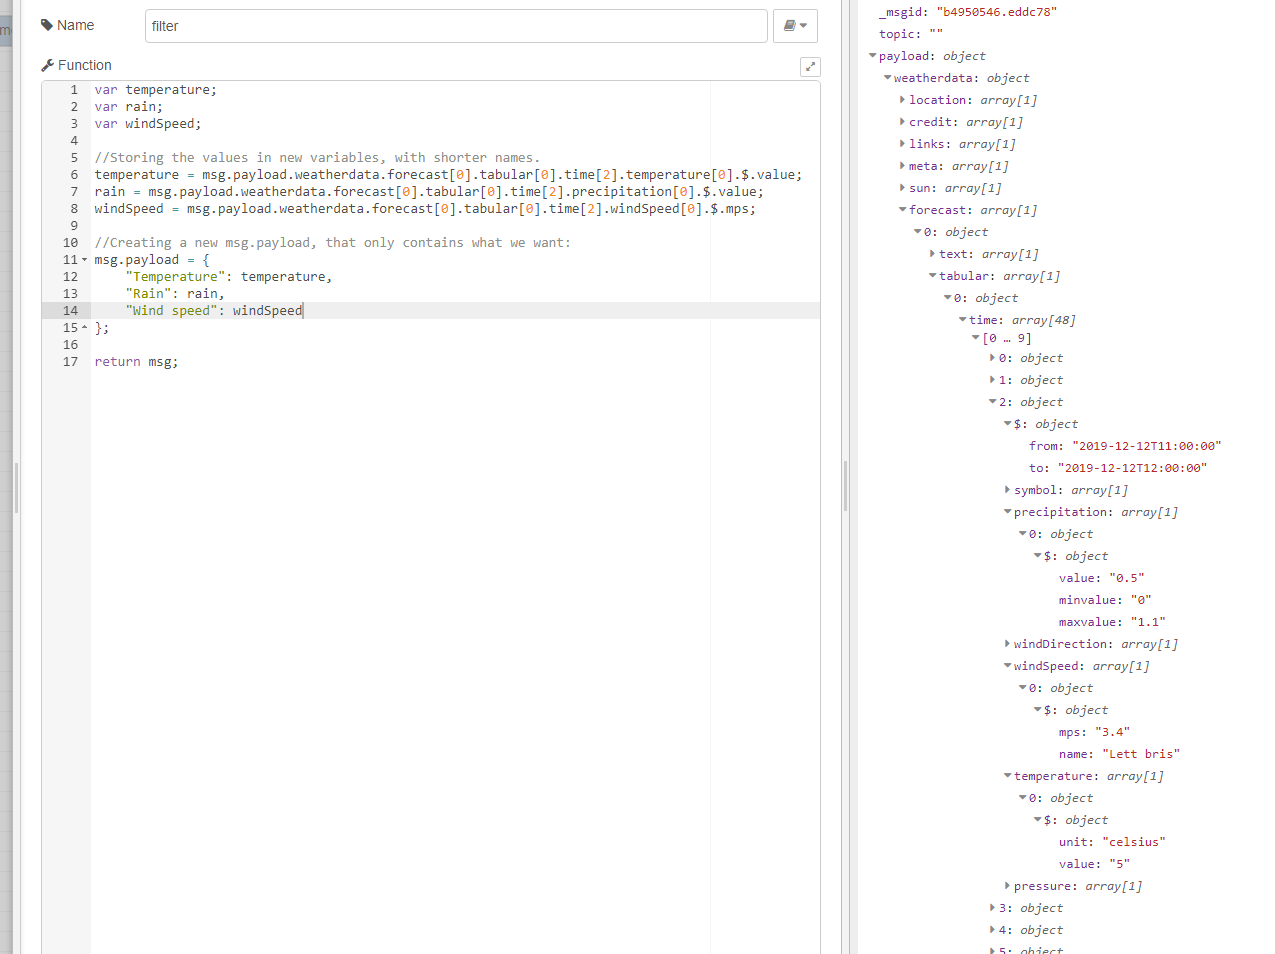 Name
filter
Function
1 var temperature;
2 var rain;
3 var windSpeed;
4
5 //Storing the values in new variables, with shorter names.
6 temperature = msg.payload.weatherdata.forecast[0].tabular[0].time[2].temperature[0].$.value;
7 rain = msg.payload.weatherdata.forecast[0].tabular[0].time[2].precipitation[0].$.value;
8 windSpeed = msg.payload.weatherdata.forecast[0].tabular[0].time[2].windSpeed[0].$.mps;
9
10 //Creating a new msg.payload, that only contains what we want:
11 msg.payload = {
12 "Temperature": temperature,
13 "Rain": rain,
14 "Wind speed": windSpeed
15 };
16
17 return msg;
_msgid: "b4950546.eddc78"
topic: ""
payload: object
weatherdata: object
location: array[1]
credit: array[1]
links: array[1]
meta: array[1]
sun: array[1]
forecast: array[1]
0: object
text: array[1]
tabular: array[1]
0: object
time: array[48]
[0 … 9]
0: object
1: object
2: object
$: object
from: "2019-12-12T11:00:00"
to: "2019-12-12T12:00:00"
symbol: array[1]
precipitation: array[1]
0: object
$: object
value: "0.5"
minvalue: "0"
maxvalue: "1.1"
windDirection: array[1]
windSpeed: array[1]
0: object
$: object
mps: "3.4"
name: "Lett bris"
temperature: array[1]
0: object
$: object
unit: "celsius"
value: "5"
pressure: array[1]
3: object
4: object
5: object